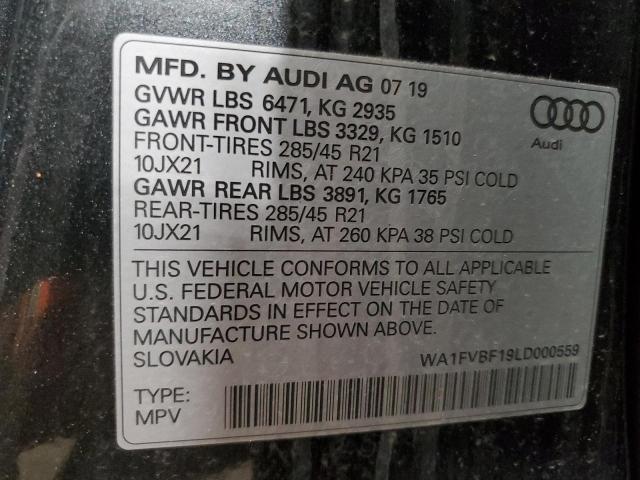 MFD. BY AUDI AG 07 19
GVWR LBS 6471, KG 2935
GAWR FRONT LBS 3329, KG 1510
FRONT-TIRES 285/45 R21
10JX21 RIMS, AT 240 KPA 35 PSI COLD
GAWR REAR LBS 3891, KG 1765
REAR-TIRES 285/45 R21
10JX21 RIMS, AT 260 KPA 38 PSI COLD
Audi
THIS VEHICLE CONFORMS TO ALL APPLICABLE
U.S. FEDERAL MOTOR VEHICLE SAFETY
STANDARDS IN EFFECT ON THE DATE OF
MANUFACTURE SHOWN ABOVE.
SLOVAKIA WA1FVBF19LD000559
TYPE:
MPV